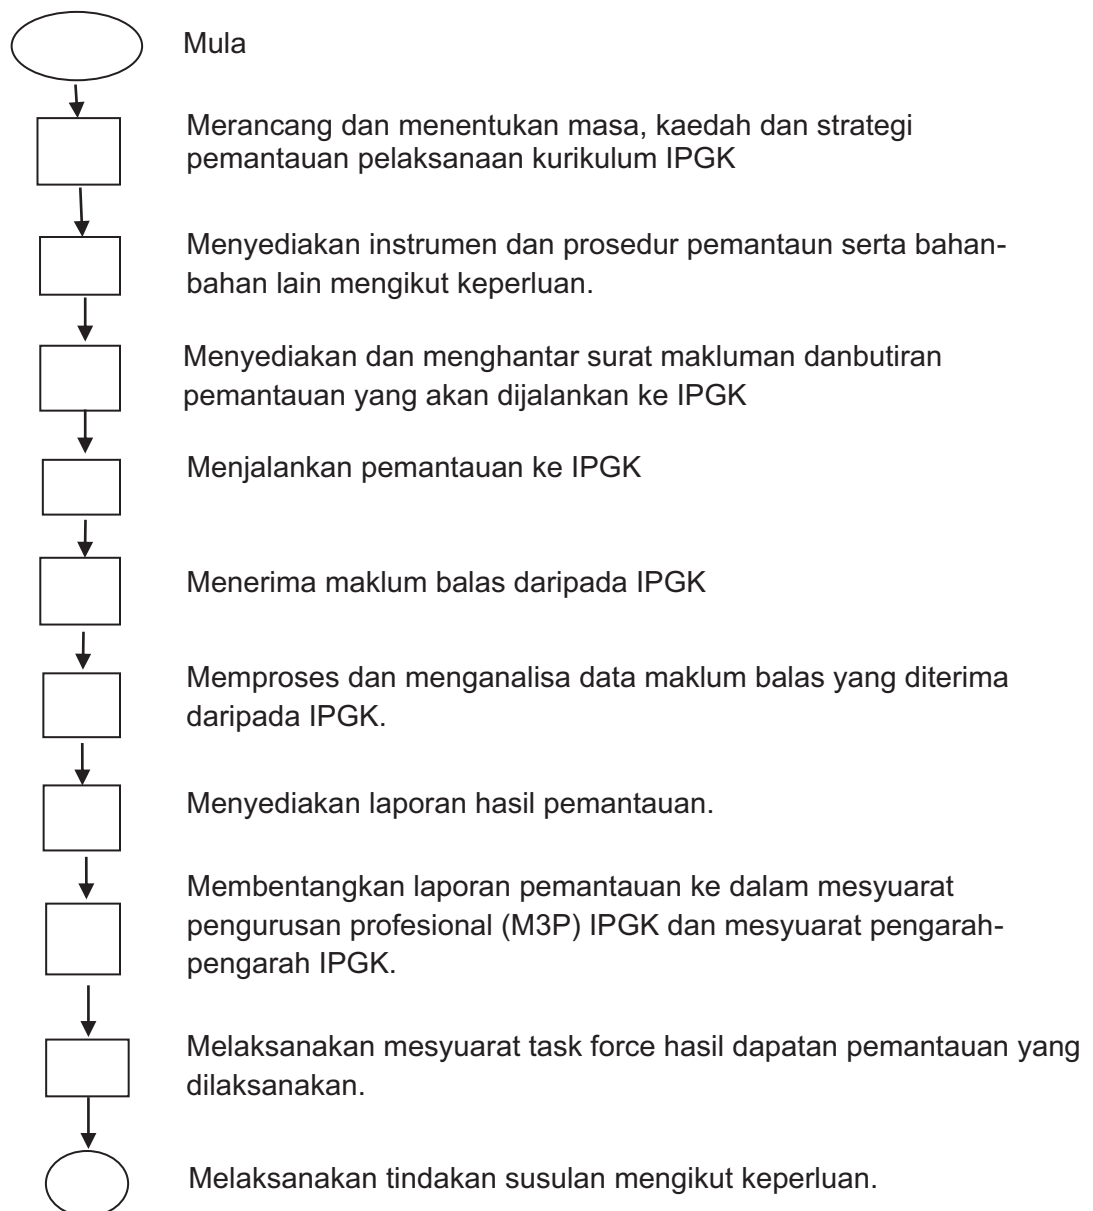 Mula
Merancang dan menentukan masa, kaedah dan strategi
pemantauan pelaksanaan kurikulum IPGK
Menyediakan instrumen dan prosedur pemantaun serta bahan-
bahan lain mengikut keperluan.
Menyediakan dan menghantar surat makluman danbutiran
pemantauan yang akan dijalankan ke IPGK
Menjalankan pemantauan ke IPGK
Menerima maklum balas daripada IPGK
Memproses dan menganalisa data maklum balas yang diterima
daripada IPGK.
Menyediakan laporan hasil pemantauan.
Membentangkan laporan pemantauan ke dalam mesyuarat
pengurusan profesional (M3P) IPGK dan mesyuarat pengarah-
pengarah IPGK.
Melaksanakan mesyuarat task force hasil dapatan pemantauan yang
dilaksanakan.
Melaksanakan tindakan susulan mengikut keperluan.